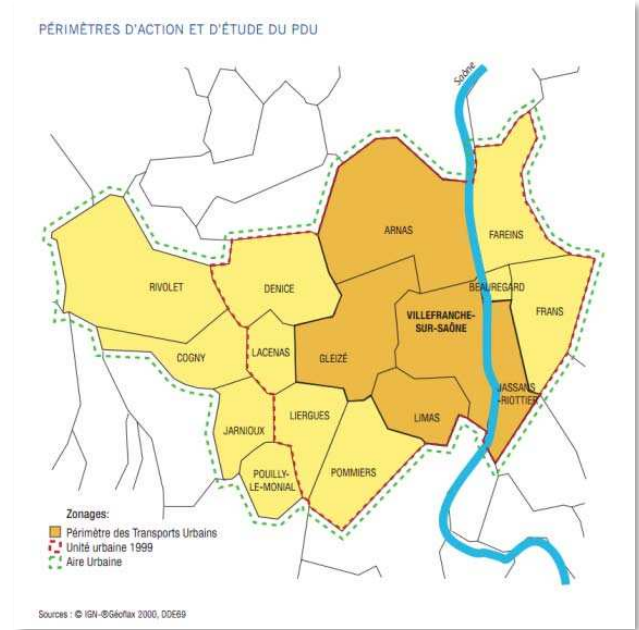 PÉRIMÈTRES D'ACTION ET D'ÉTUDE DU PDU
Saône
ARNAS
FAREINS
RIVOLET
DENICE
BEAUREGARD
VILLEFRANCHE-
SUR-SAÔNE
FRANS
COGNY
LACENAS
GLEIZÉ
JASSANS
-RIOTTIER
JARNIOUX
LIERGUES
LIMAS
POUILLY-
LE-MONIAL
POMMIERS
Zonages:
Périmètre des Transports Urbains
Unité urbaine 1999
Aire Urbaine
Sources : © IGN-®Géoflax 2000, DDE69